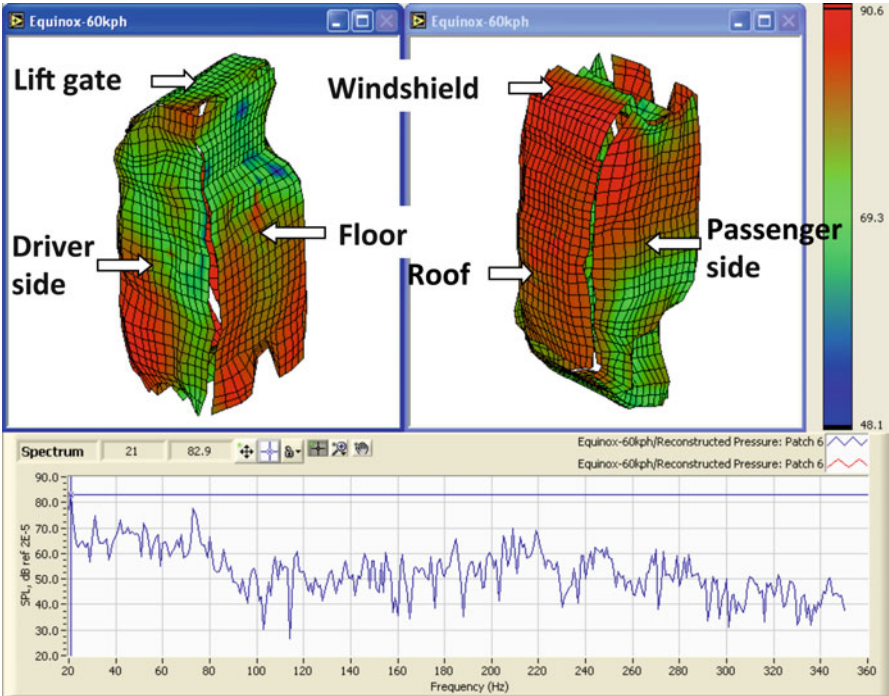 Equinox-60kph
Equinox-60kph
Lift gate
Driver
side
Floor
Windshield
Roof
Passenger
side
90.6
69.3
48.1
Spectrum 21 82.9
Equinox-60kph/Reconstructed Pressure: Patch 6
Equinox-60kph/Reconstructed Pressure: Patch 6
SPL, dB ref 2E-5
90.0
80.0
70.0
60.0
50.0
40.0
30.0
20.0
20 40 60 80 100 120 140 160 180 200 220 240 260 280 300 320 340 360
Frequency (Hz)